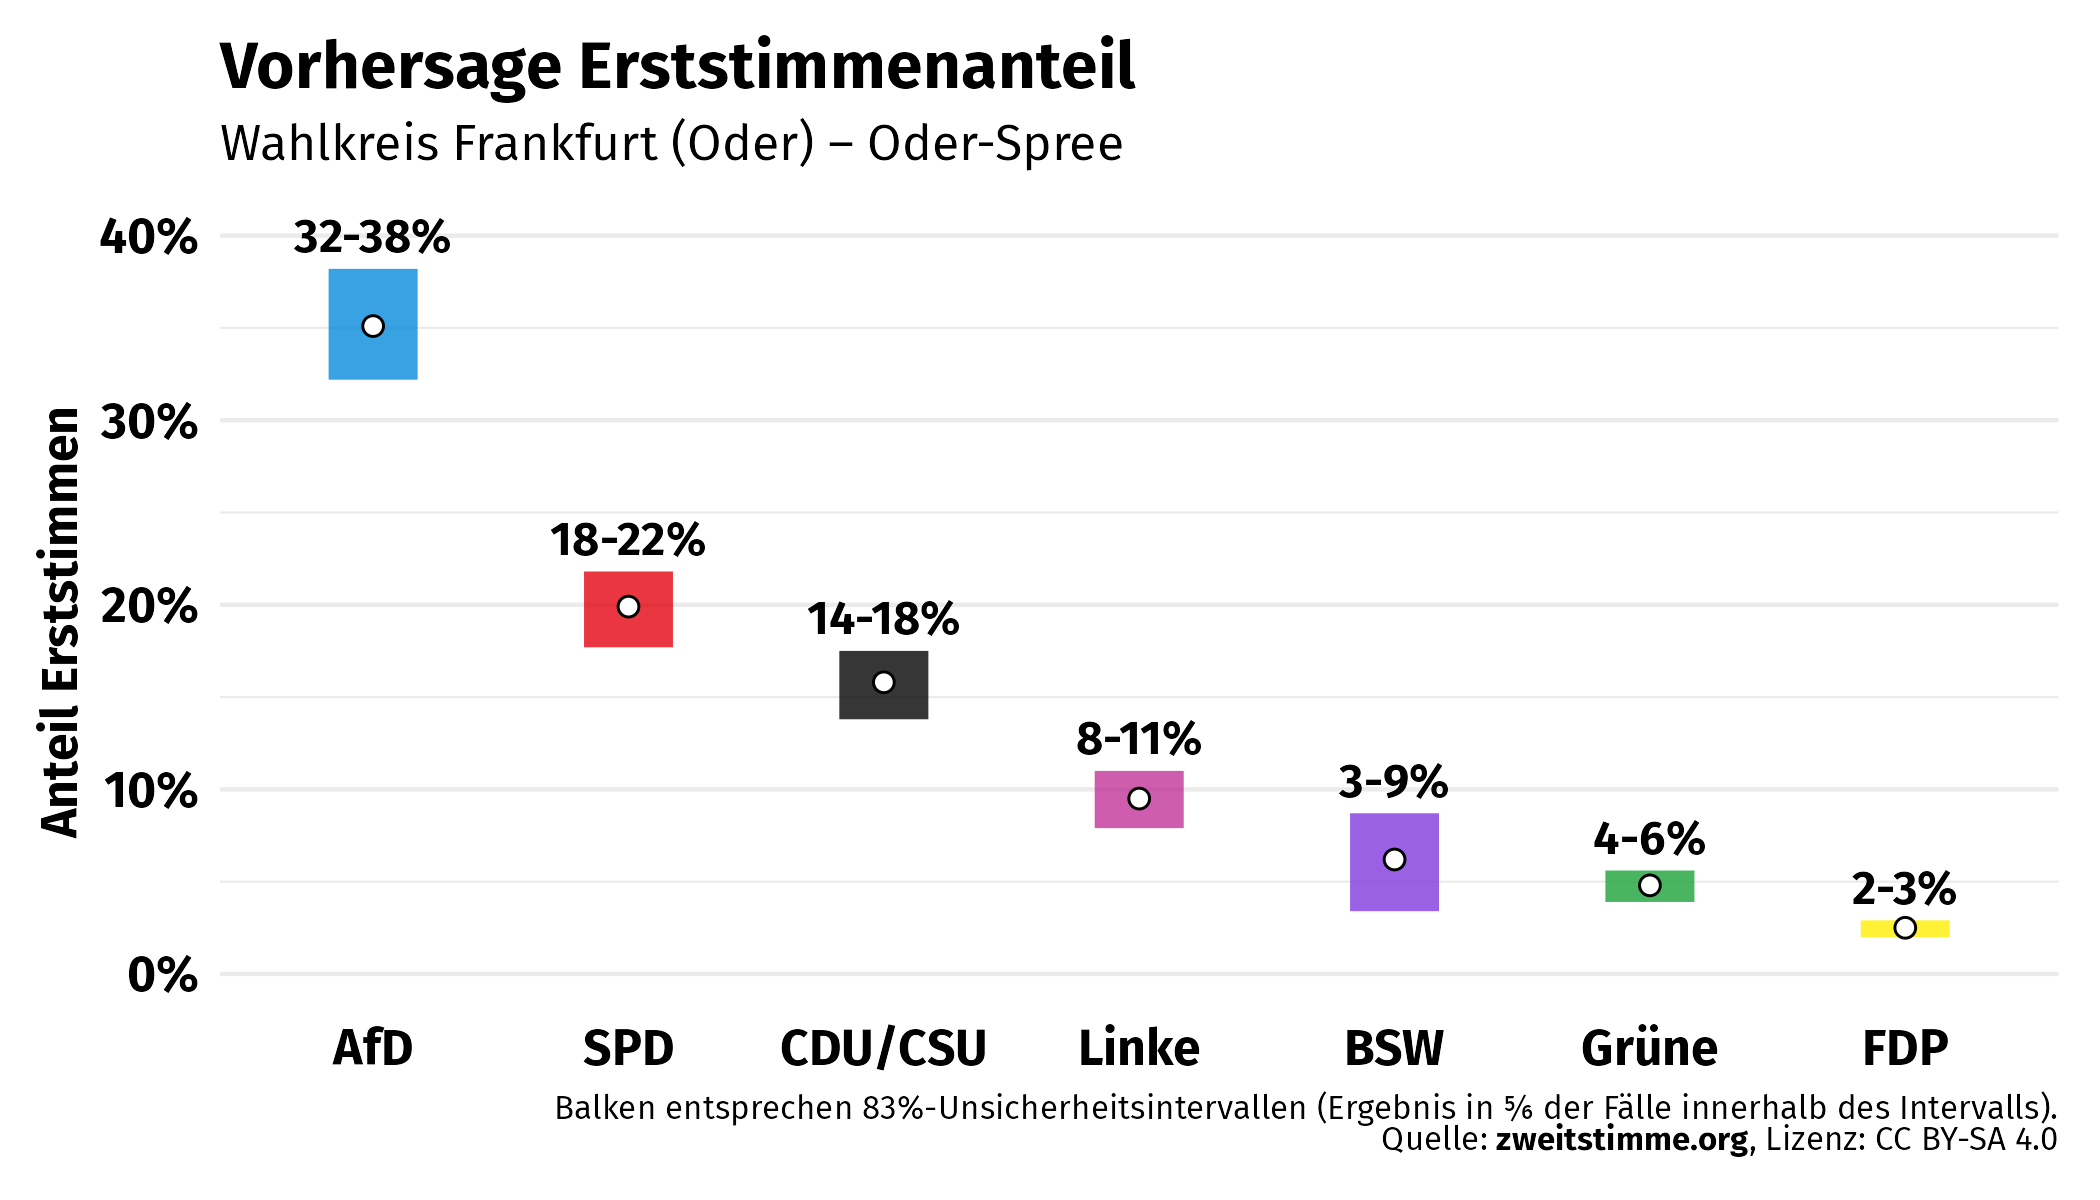 Vorhersage Erststimmenanteil
Wahlkreis Frankfurt (Oder) – Oder-Spree
Anteil Erststimmen
40%
30%
20%
10%
0%
32-38%
18-22%
14-18%
8-11%
3-9%
4-6%
2-3%
AfD
SPD
CDU/CSU
Linke
BSW
Grüne
FDP
Balken entsprechen 83%-Unsicherheitsintervallen (Ergebnis in ⅚ der Fälle innerhalb des Intervalls).
Quelle: zweitstimme.org, Lizenz: CC BY-SA 4.0